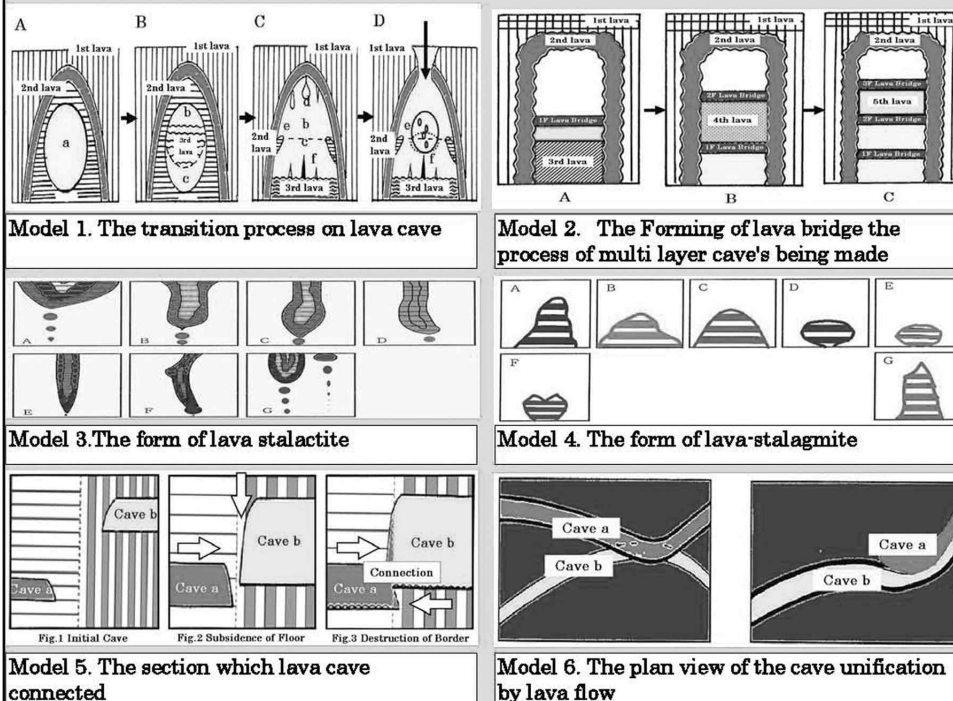 A
B
C
D
1st lava
1st lava
1st lava
1st lava
2nd lava
2nd lava
a
b
3rd lava
c
d
b
e
c
f
2nd lava
3rd lava
e
f
2nd lava
3rd lava
Model 1. The transition process on lava cave
1st lava
1st lava
1st lava
2nd lava
2nd lava
2nd lava
1F Lava Bridge
3rd lava
2F Lava Bridge
4th lava
1F Lava Bridge
3F Lava Bridge
5th lava
2F Lava Bridge
1F Lava Bridge
A
B
C
Model 2. The Forming of lava bridge the
process of multi layer cave's being made
A
B
C
D
E
F
G
Model 3.The form of lava stalactite
A
B
C
D
E
F
G
Model 4. The form of lava-stalagmite
Cave b
Cave a
Fig.1 Initial Cave
Cave b
Cave a
Fig.2 Subsidence of Floor
Cave b
Connection
Cave a
Fig.3 Destruction of Border
Model 5. The section which lava cave
connected
Cave a
Cave b
Cave a
Cave b
Model 6. The plan view of the cave unification
by lava flow